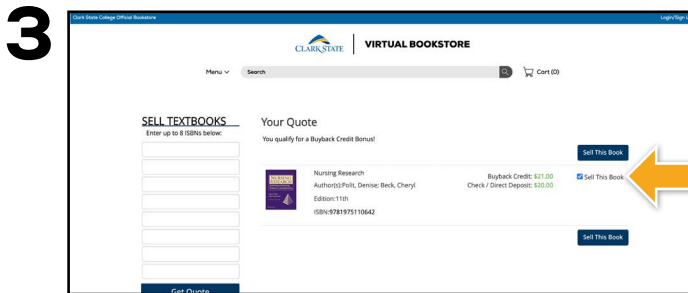 3
Clark State College Official Bookstore
Login/Sign
CLARK STATE
VIRTUAL BOOKSTORE
Menu
Search
Cart (0)
SELL TEXTBOOKS
Enter up to 8 ISBNs below:
Get Quote
Your Quote
You qualify for a Buyback Credit Bonus!
Sell This Book
NURSING
RESEARCH
Nursing Research
Author(s):Polit, Denise; Beck, Cheryl
Edition:11th
ISBN:9781975110642
Buyback Credit: $21.00
Check / Direct Deposit: $20.00
Sell This Book
Sell This Book